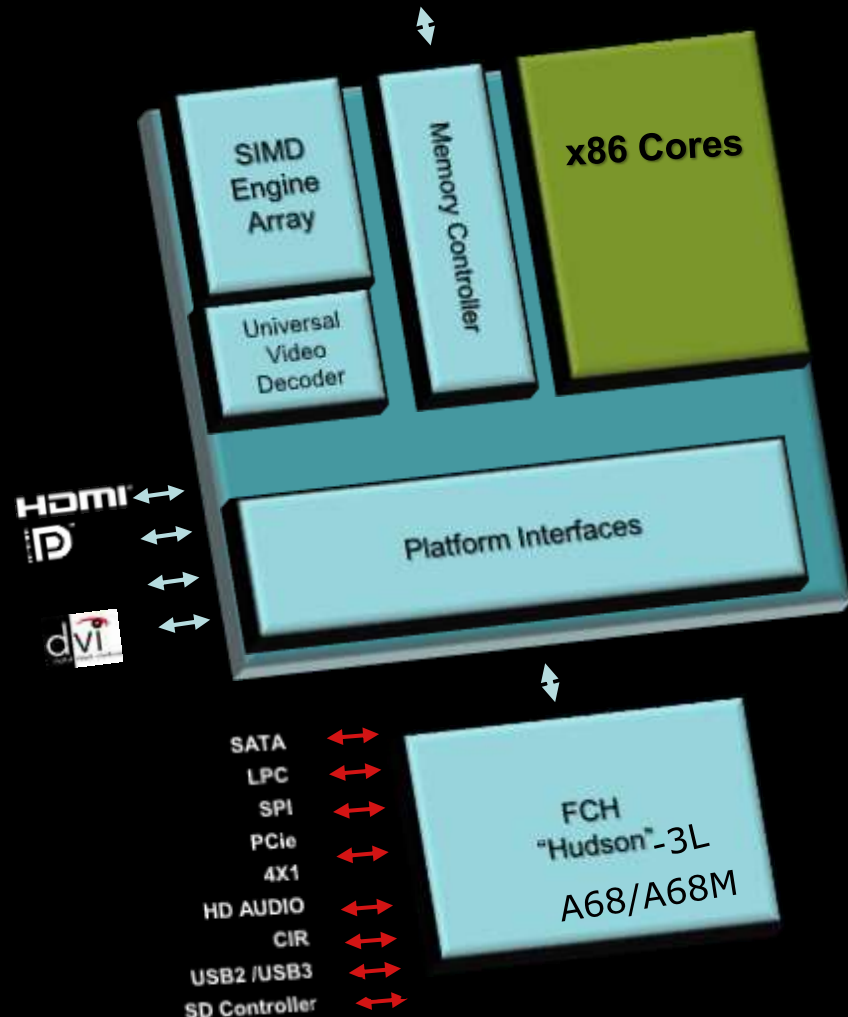 SIMD
Engine
Array
Memory Controller
x86 Cores
Universal
Video
Decoder
HDMI
DP
Platform Interfaces
dvi
SATA
LPC
SPI
PCie
4X1
HD AUDIO
CIR
USB2 /USB3
SD Controller
FCH
“Hudson”-3L
A68/A68M